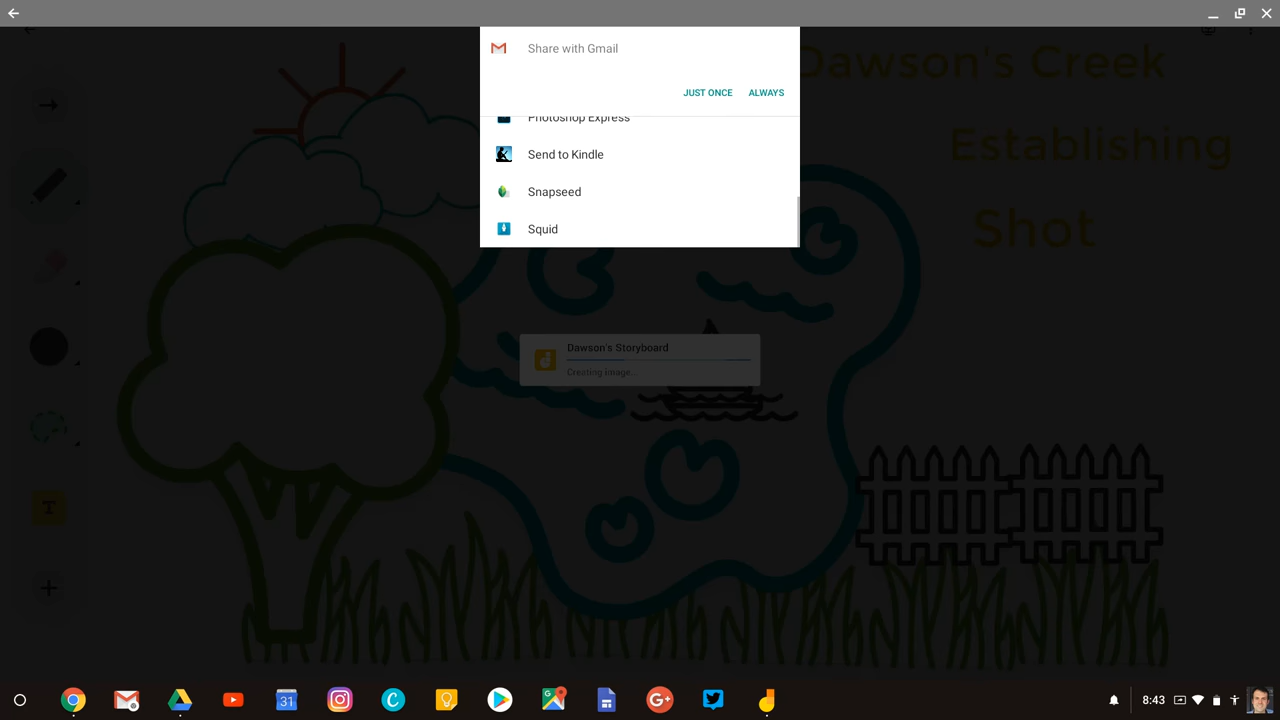 Share with Gmail
JUST ONCE ALWAYS
Photoshop Express
Send to Kindle
Snapseed
Squid
Dawson's Creek
Establishing
Shot
Dawson's Storyboard
Creating image...
T
31
C
G+
8:43